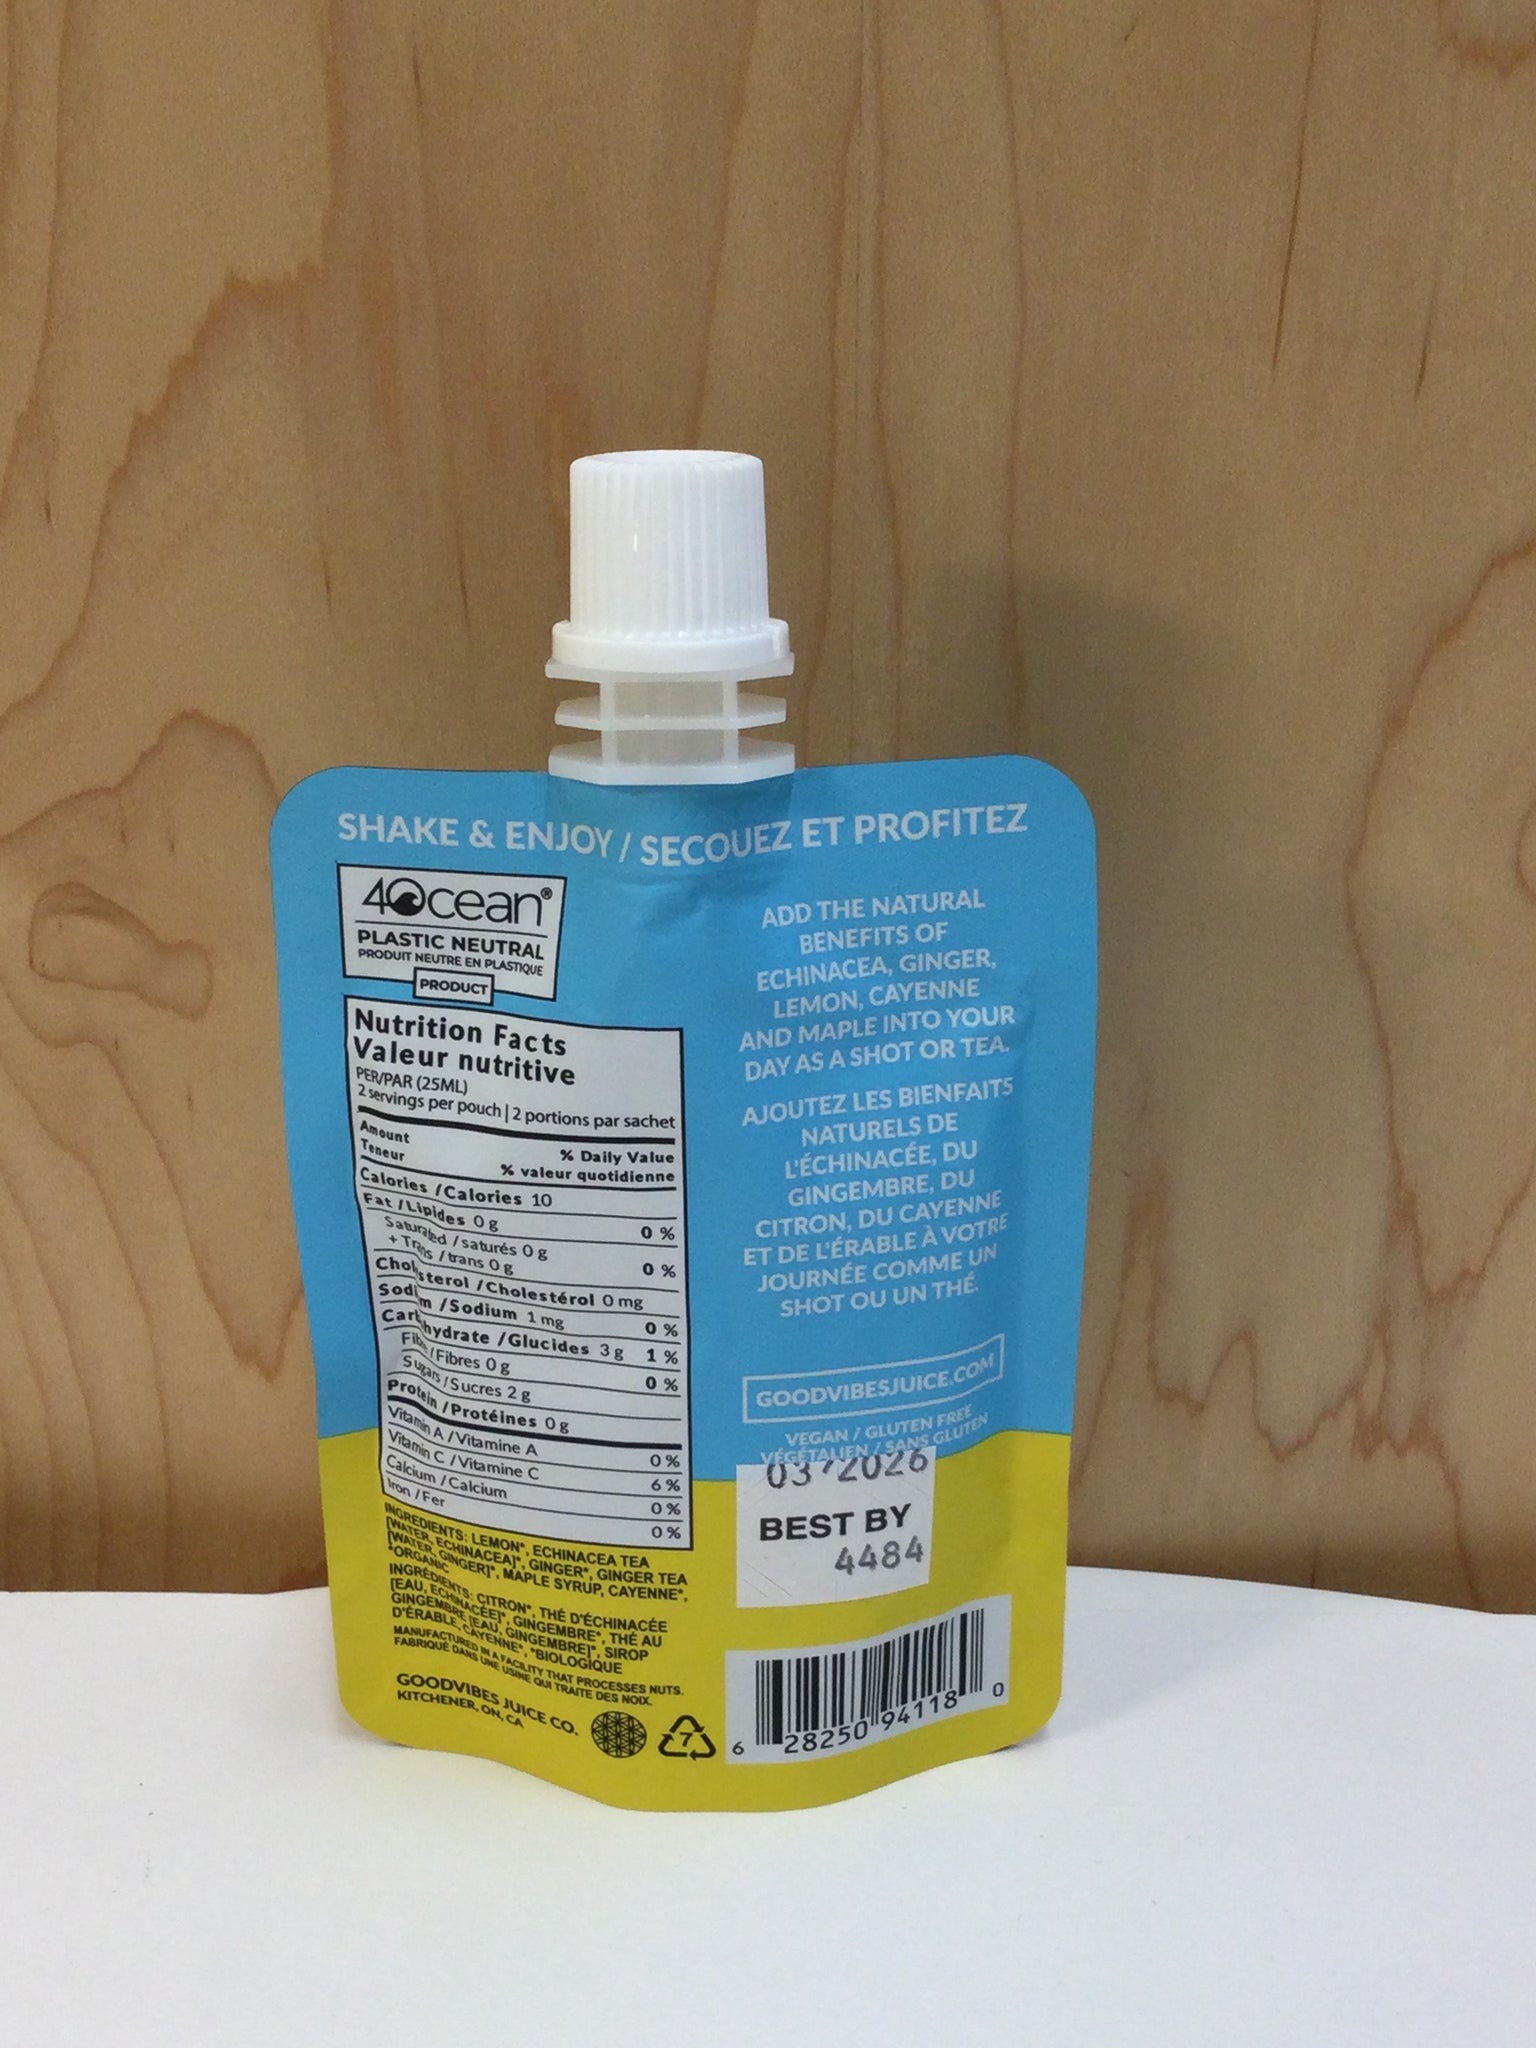 SHAKE & ENJOY / SECOUEZ ET PROFITEZ
4Ocean®
PLASTIC NEUTRAL
PRODUIT NEUTRE EN PLASTIQUE
PRODUCT
Nutrition Facts
Valeur nutritive
PER/PAR (25ML)
2 servings per pouch | 2 portions par sachet
Amount
Teneur
% Daily Value
% valeur quotidienne
Calories / Calories 10
Fat / Lipides 0 g 0 %
Saturated / saturés 0 g
+ Trans / trans 0 g 0 %
Cholesterol / Cholestérol 0 mg
Sodium / Sodium 1 mg 0 %
Carbohydrate / Glucides 3 g 1 %
Fibre / Fibres 0 g 0 %
Sugars / Sucres 2 g
Protein / Protéines 0 g
Vitamin A / Vitamine A 0 %
Vitamin C / Vitamine C 6 %
Calcium / Calcium 0 %
Iron / Fer 0 %
INGREDIENTS: LEMON*, ECHINACEA TEA
[WATER, ECHINACEA]*, GINGER*, GINGER TEA
[WATER, GINGER]*, MAPLE SYRUP, CAYENNE*,
*ORGANIC
INGRÉDIENTS: CITRON*, THÉ D'ÉCHINACÉE
[EAU, ECHINACÉE]*, GINGEMBRE*, THÉ AU
GINGEMBRE [EAU, GINGEMBRE]*, SIROP
D'ÉRABLE, CAYENNE*, *BIOLOGIQUE
MANUFACTURED IN A FACILITY THAT PROCESSES NUTS.
FABRIQUÉ DANS UNE USINE QUI TRAITE DES NOIX.
GOODVIBES JUICE CO.
KITCHENER, ON, CA
7
ADD THE NATURAL
BENEFITS OF
ECHINACEA, GINGER,
LEMON, CAYENNE
AND MAPLE INTO YOUR
DAY AS A SHOT OR TEA.
AJOUTEZ LES BIENFAITS
NATURELS DE
L'ÉCHINACÉE, DU
GINGEMBRE, DU
CITRON, DU CAYENNE
ET DE L'ÉRABLE À VOTRE
JOURNÉE COMME UN
SHOT OU UN THÉ.
GOODVIBESJUICE.COM
VEGAN / GLUTEN FREE
VÉGÉTALIEN / SANS GLUTEN
03/2026
BEST BY
4484
6 28250 94118 0